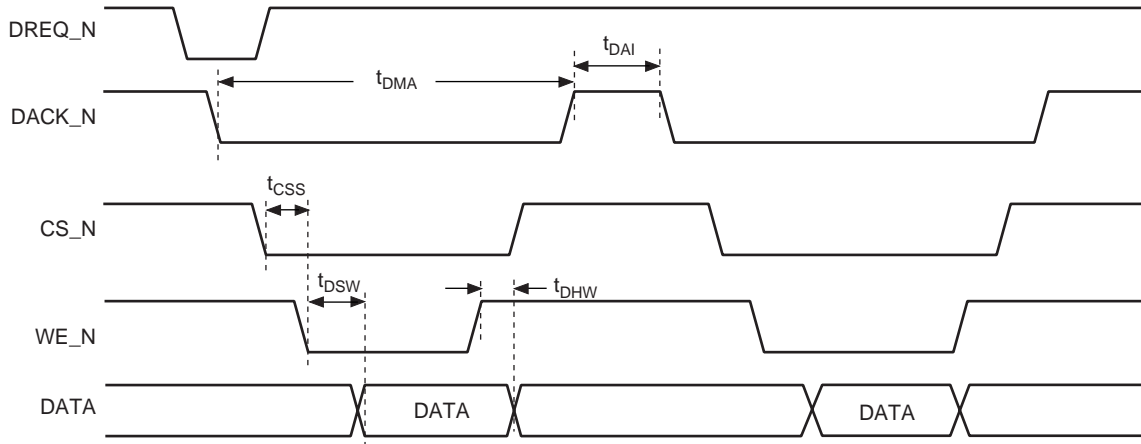 DREQ_N
tDAI
tDMA
DACK_N
tCSS
CS_N
tDSW
tDHW
WE_N
DATA DATA DATA